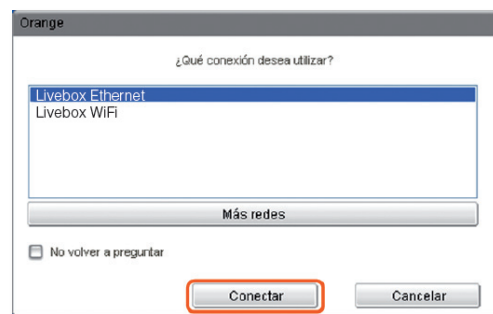 Orange
¿Qué conexión desea utilizar?
Livebox Ethernet
Livebox WiFi
Más redes
No volver a preguntar
Conectar Cancelar